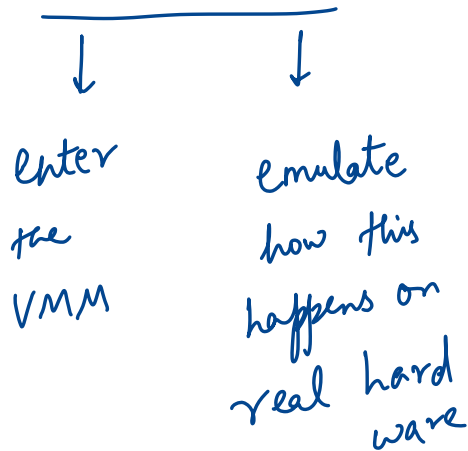 enter
the
VMM
emulate
how this
happens on
real hard
ware